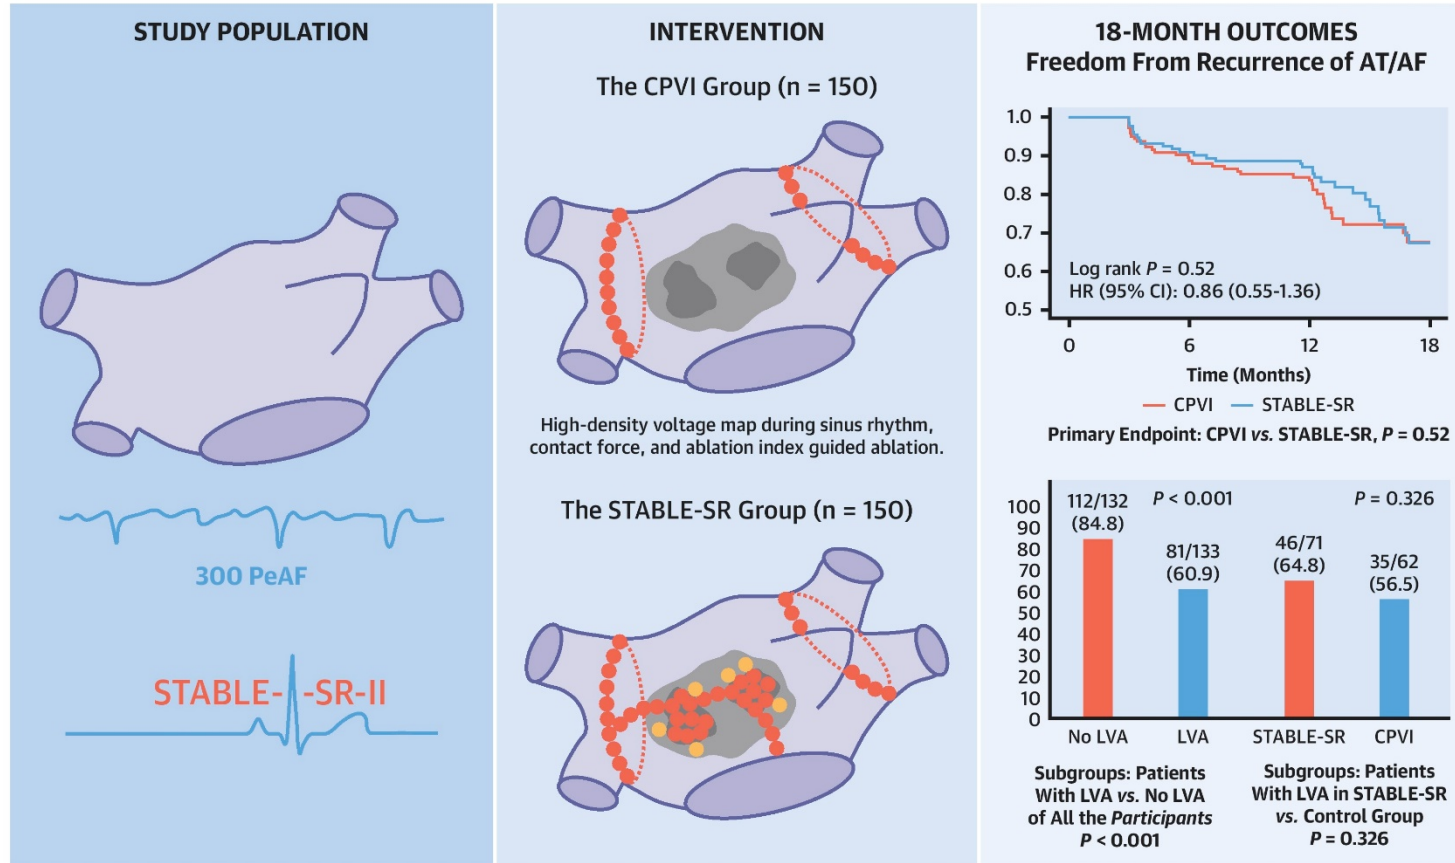 STUDY POPULATION
300 PeAF
STABLE- -SR-II
INTERVENTION
The CPVI Group (n = 150)
High-density voltage map during sinus rhythm,
contact force, and ablation index guided ablation.
The STABLE-SR Group (n = 150)
18-MONTH OUTCOMES
Freedom From Recurrence of AT/AF
1.0
0.9
0.8
0.7
0.6
0.5
Log rank P = 0.52
HR (95% CI): 0.86 (0.55-1.36)
0 6 12 18
Time (Months)
CPVI STABLE-SR
Primary Endpoint: CPVI vs. STABLE-SR, P = 0.52
100
90
80
70
60
50
40
30
20
10
0
112/132
(84.8)
P < 0.001
81/133
(60.9)
46/71
(64.8)
P = 0.326
35/62
(56.5)
No LVA LVA STABLE-SR CPVI
Subgroups: Patients
With LVA vs. No LVA
of All the Participants
P < 0.001
Subgroups: Patients
With LVA in STABLE-SR
vs. Control Group
P = 0.326